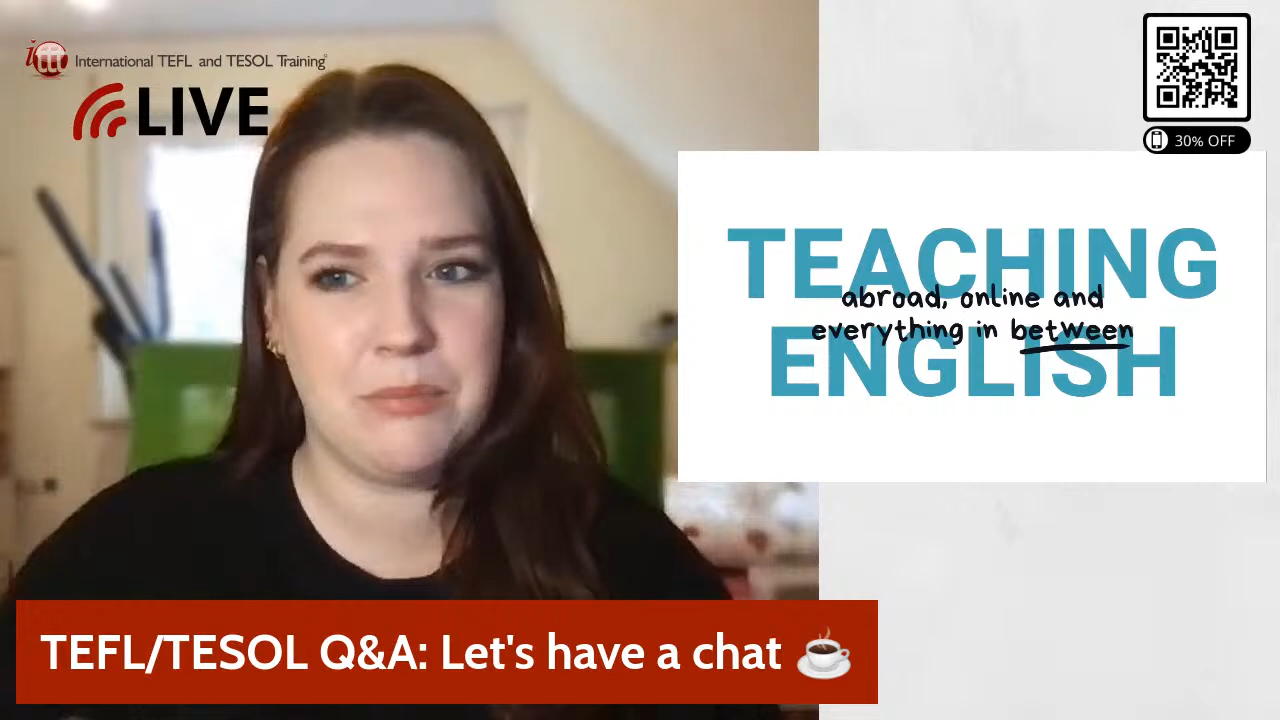 ittt International TEFL and TESOL Training
LIVE
30% OFF
TEACHING
abroad, online and
everything in between
ENGLISH
TEFL/TESOL Q&A: Let's have a chat ☕